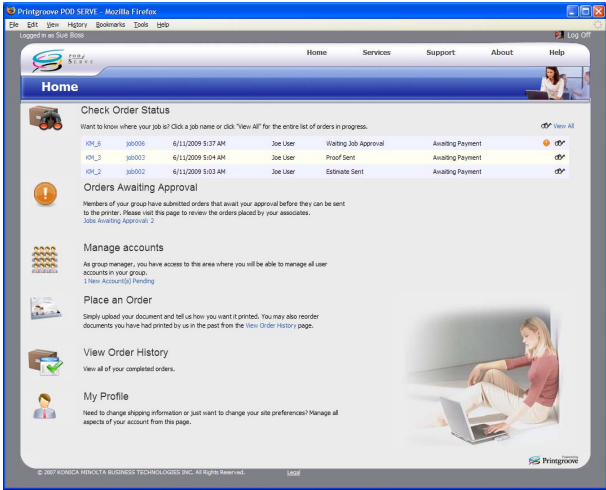 Printgroove POD SERVE - Mozilla Firefox
File Edit View History Bookmarks Tools Help
Logged in as Sue Boss Log Off
POD SERVE
Home Services Support About Help
Home
Check Order Status
Want to know where your job is? Click a job name or click "View All" for the entire list of orders in progress. View All
KM_6 job006 6/11/2009 5:37 AM Joe User Waiting Job Approval Awaiting Payment
KM_3 job003 6/11/2009 5:04 AM Joe User Proof Sent Awaiting Payment
KM_2 job002 6/11/2009 5:03 AM Joe User Estimate Sent Awaiting Payment
Orders Awaiting Approval
Members of your group have submitted orders that await your approval before they can be sent
to the printer. Please visit this page to review the orders placed by your associates.
Jobs Awaiting Approval: 2
Manage accounts
As group manager, you have access to this area where you will be able to manage all user
accounts in your group.
1 New Account(s) Pending
Place an Order
Simply upload your document and tell us how you want it printed. You may also reorder
documents you have had printed by us in the past from the View Order History page.
View Order History
View all of your completed orders.
My Profile
Need to change shipping information or just want to change your site preferences? Manage all
aspects of your account from this page.
Powered by
Printgroove
© 2007 KONICA MINOLTA BUSINESS TECHNOLOGIES INC. All Rights Reserved. Legal